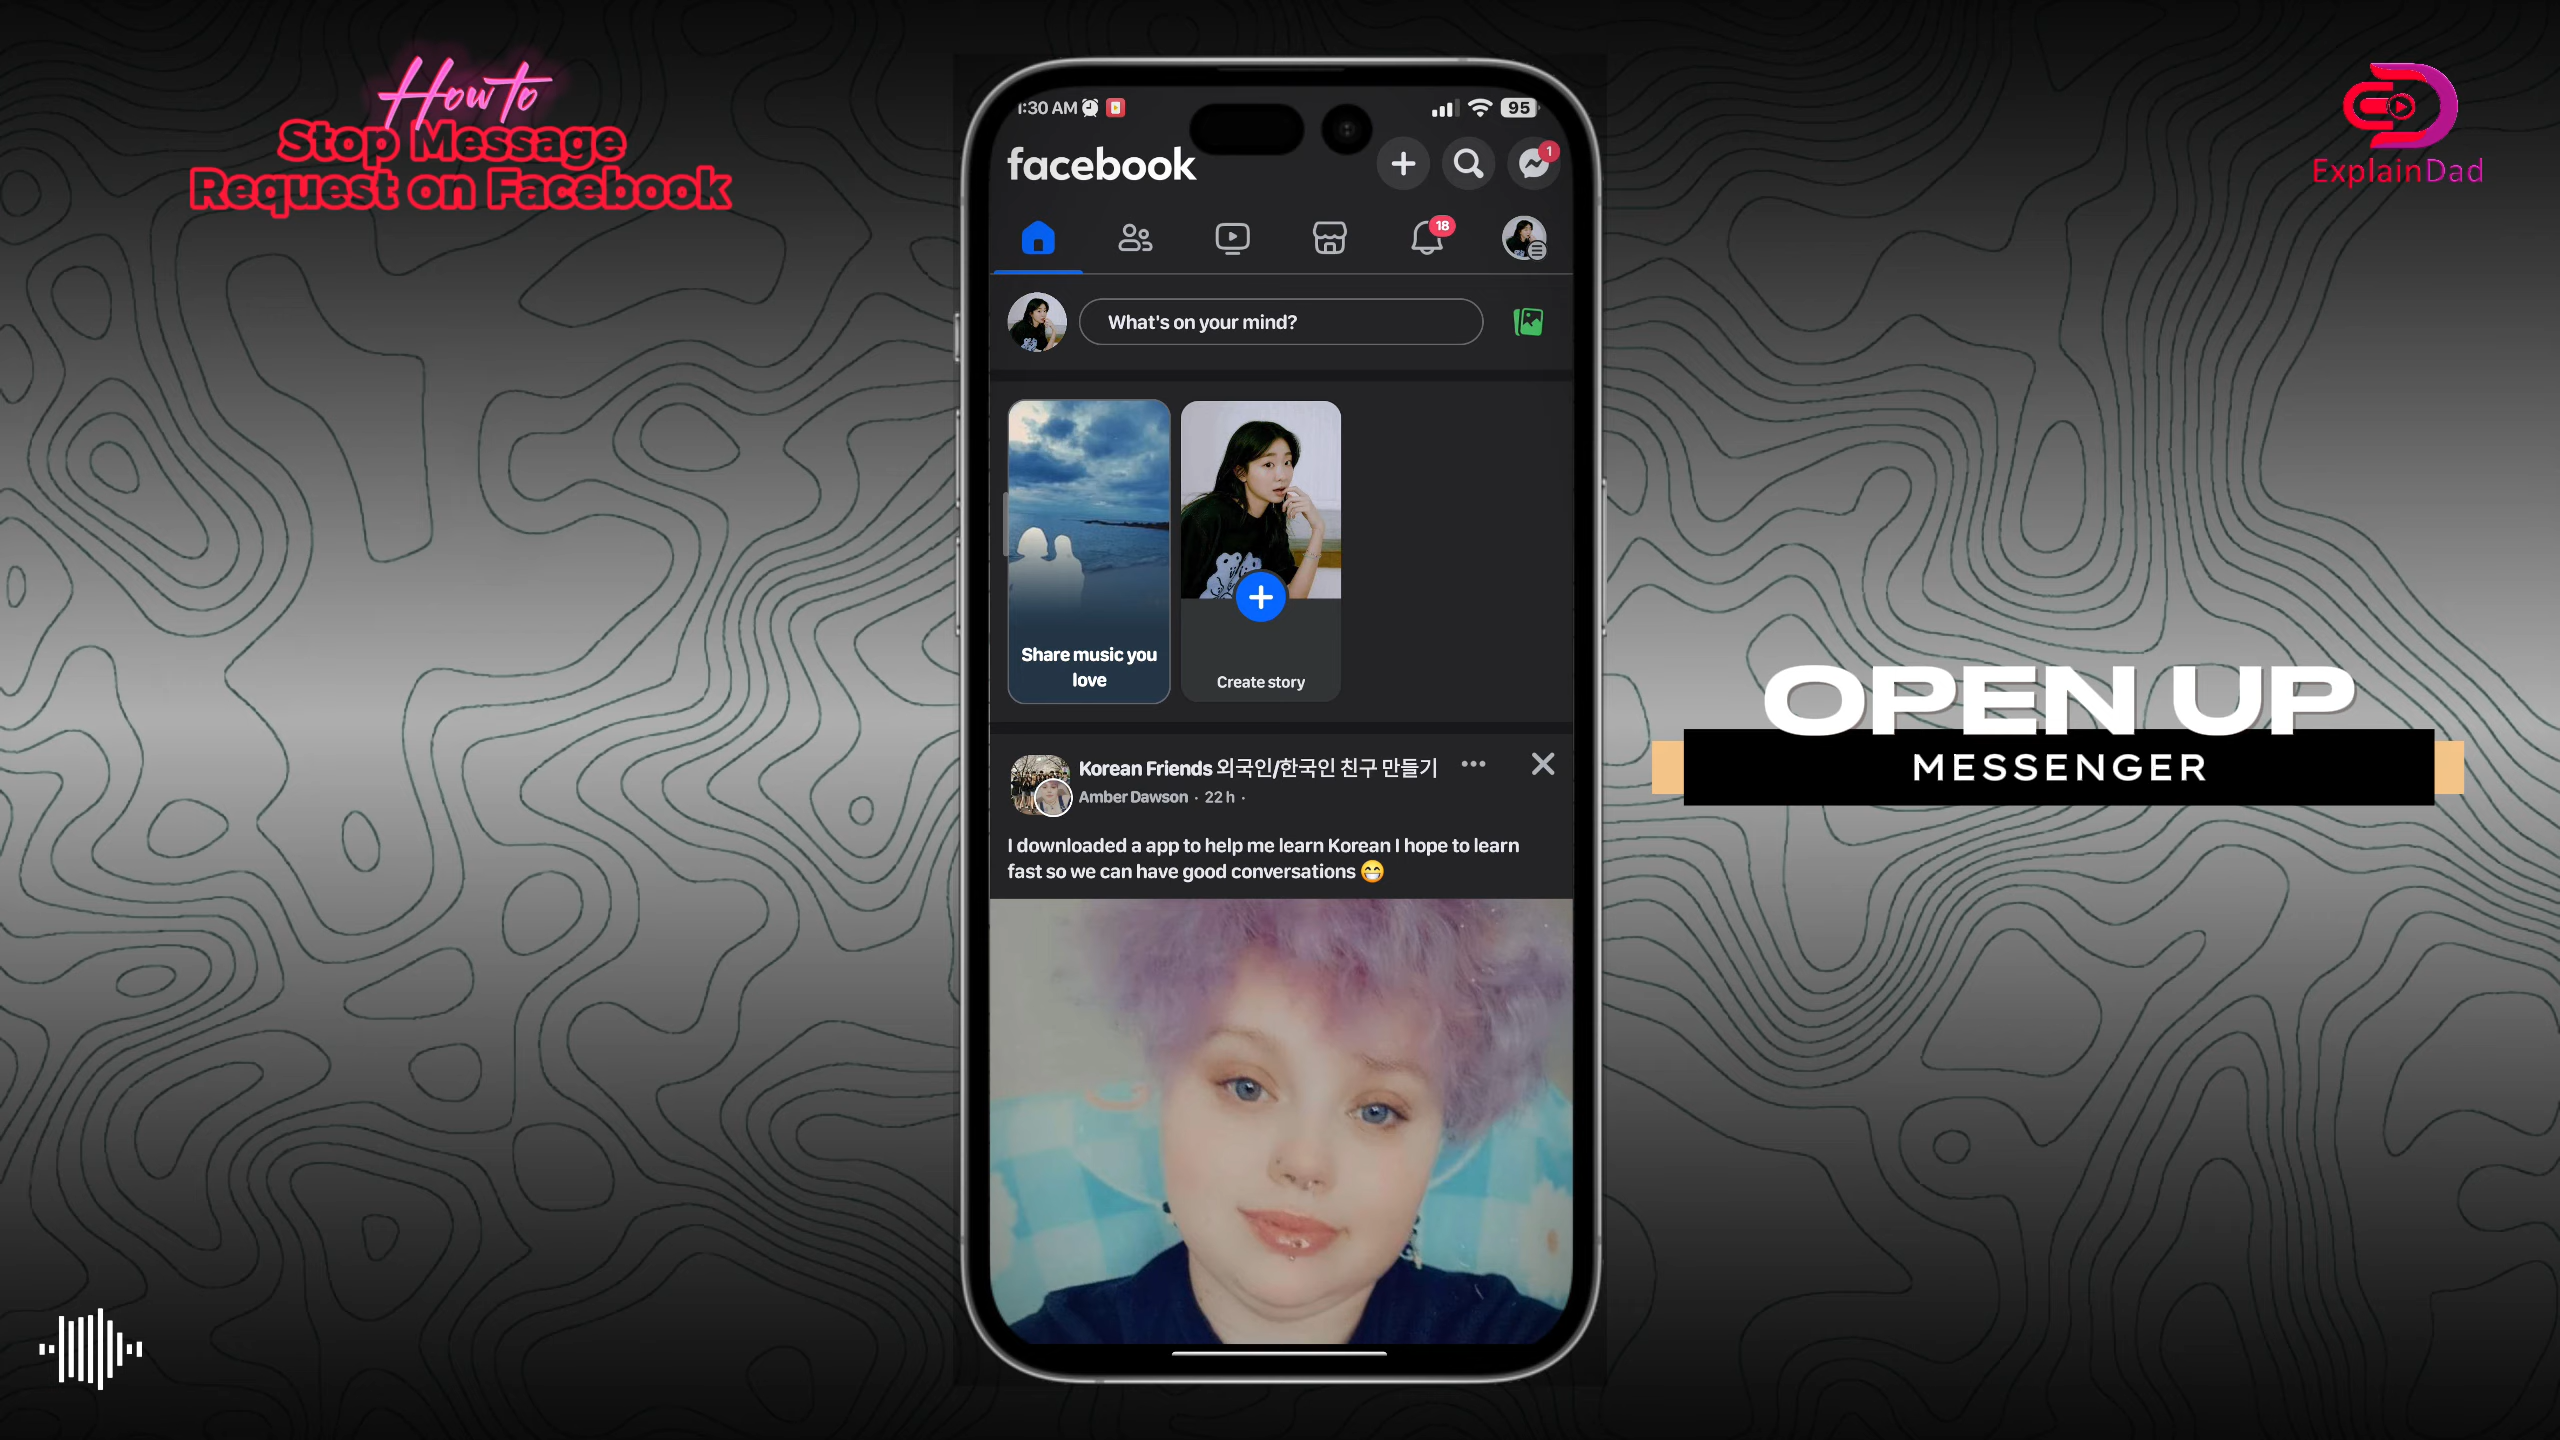 How to
Stop Message
Request on Facebook
ExplainDad
1:30 AM
95
facebook
1
18
What's on your mind?
Share music you
love
Create story
Korean Friends 외국인/한국인 친구 만들기
Amber Dawson · 22 h ·
I downloaded a app to help me learn Korean I hope to learn
fast so we can have good conversations 😁
OPEN UP
MESSENGER